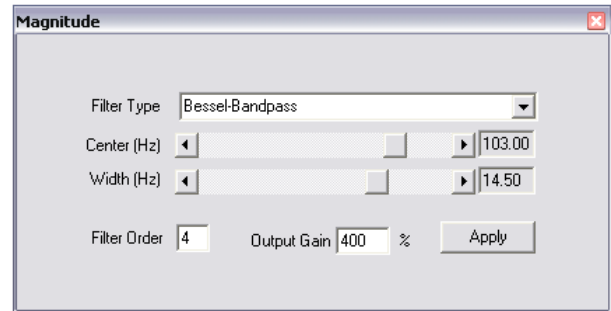 Magnitude
Filter Type Bessel-Bandpass
Center (Hz) 103.00
Width (Hz) 14.50
Filter Order 4 Output Gain 400 % Apply